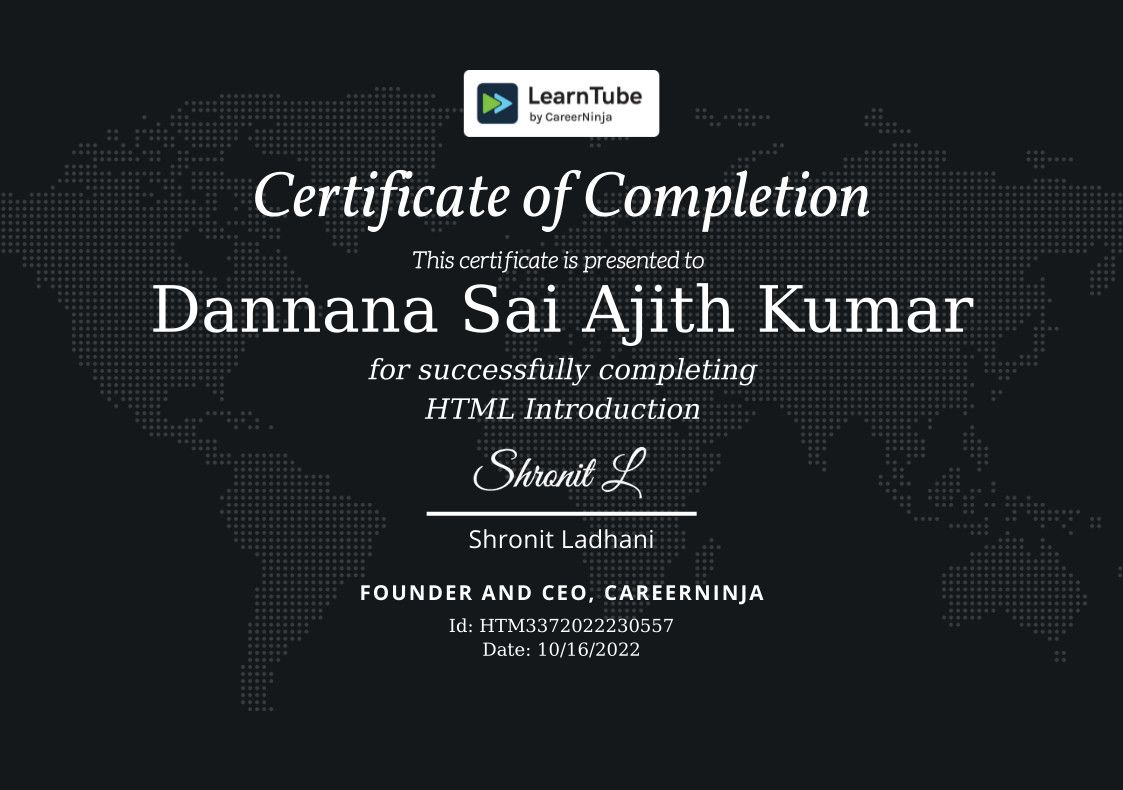 LearnTube
by CareerNinja
Certificate of Completion
This certificate is presented to
Dannana Sai Ajith Kumar
for successfully completing
HTML Introduction
Shronit L
Shronit Ladhani
FOUNDER AND CEO, CAREERNINJA
Id: HTM3372022230557
Date: 10/16/2022